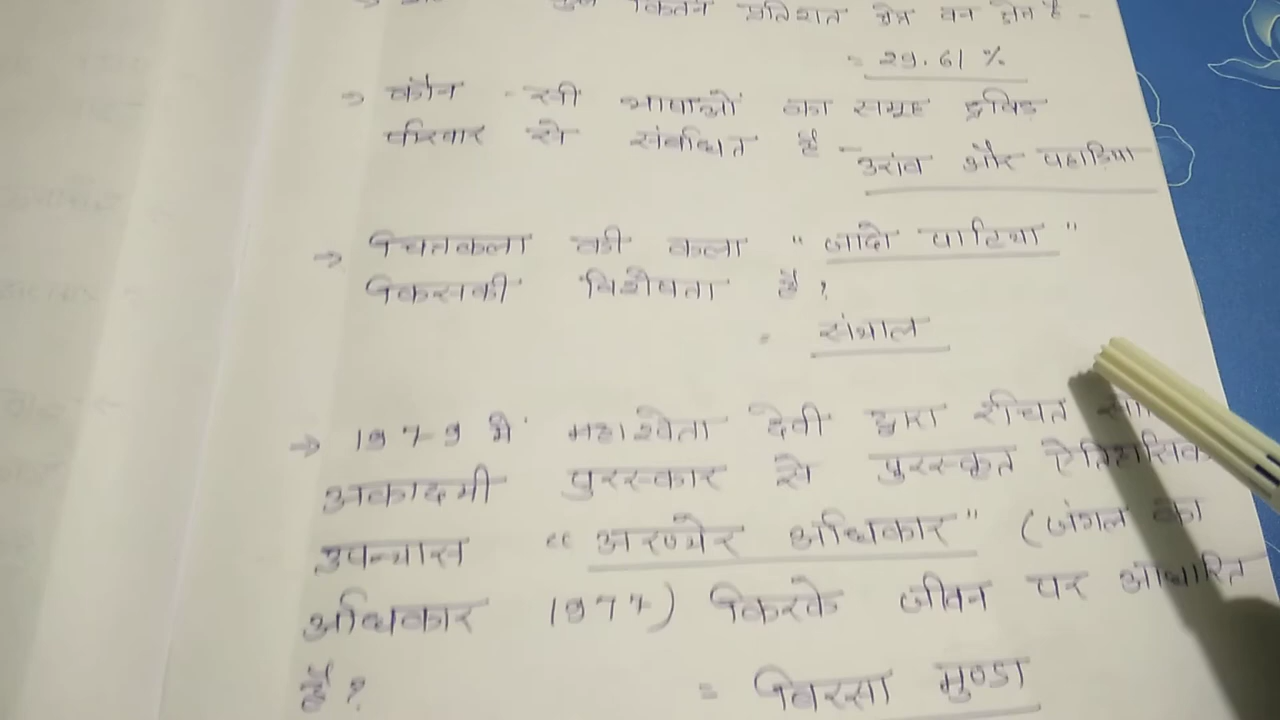 कितने प्रतिशत क्षेत्र वन क्षेत्र है -
= 29.61 %
→ कौन - सी भाषाओं का समूह द्रविड़
परिवार से संबंधित है - उरांव और पहाड़िया
→ चित्रकला की कला " जादो पाटिया "
किसकी विशेषता है ?
= संथाल
→ 1979 में महाश्वेता देवी द्वारा रचित
अकादमी पुरस्कार से पुरस्कृत ऐतिहासिक
उपन्यास “ अरण्येर अधिकार " ( जंगल का
अधिकार 1977) किसके जीवन पर आधारित
है ?
= बिरसा मुण्डा